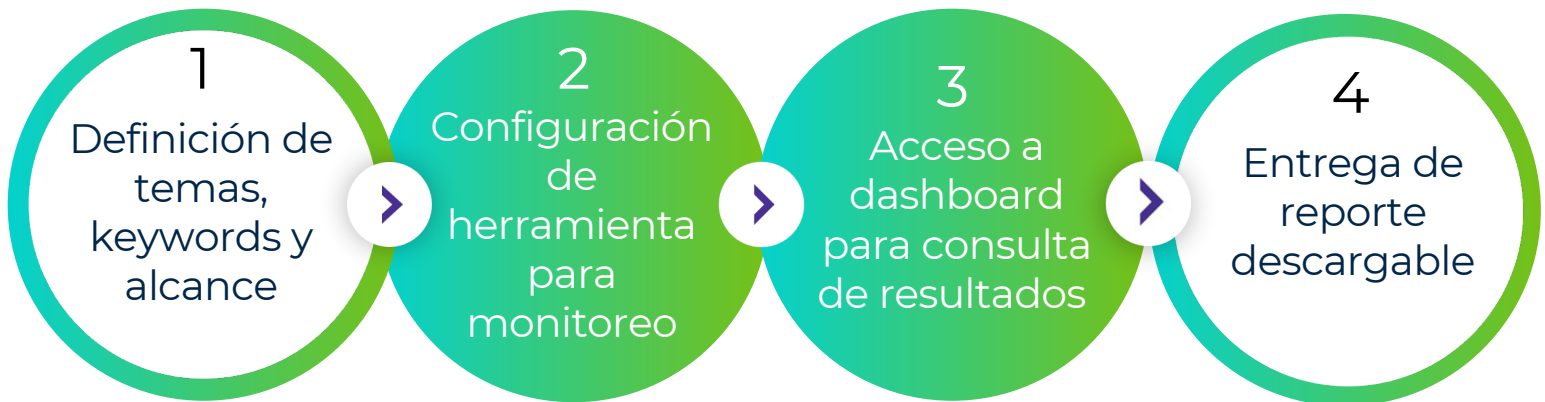 1
Definición de
temas,
keywords y
alcance
2
Configuración
de
herramienta
para
monitoreo
3
Acceso a
dashboard
para consulta
de resultados
4
Entrega de
reporte
descargable